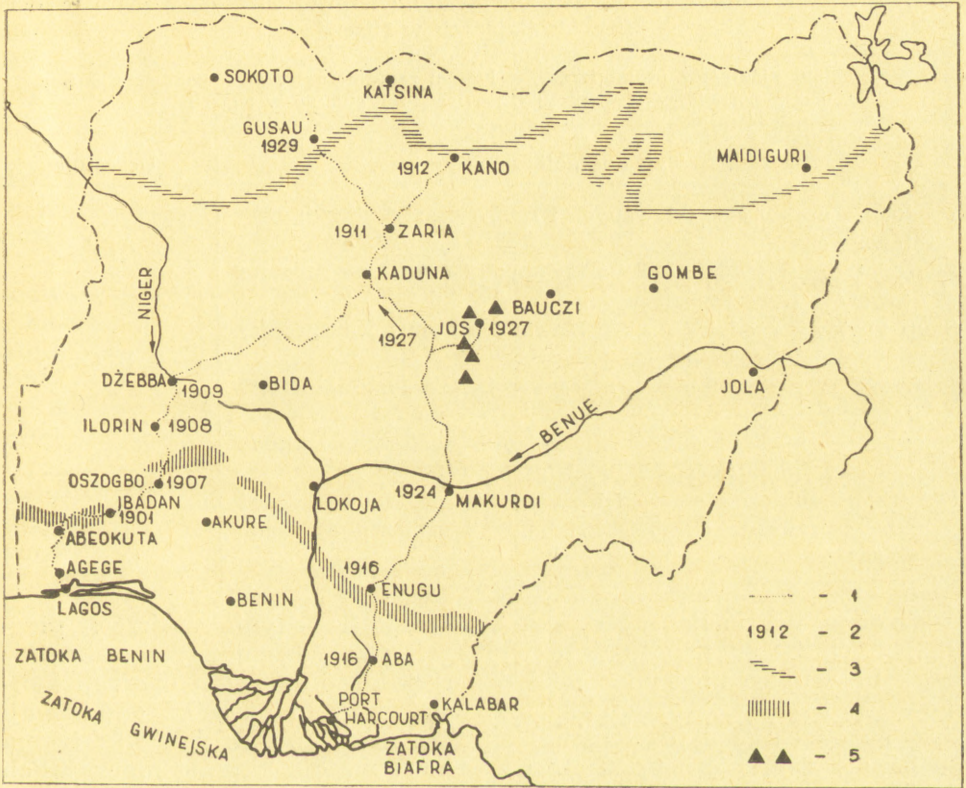 SOKOTO
KATSINA
GUSAU
1929
1912
KANO
MAIDIGURI
1911
ZARIA
KADUNA
GOMBE
NIGER
BAUCZI
JOS
1927
1927
DŻEBBA
1909
BIDA
JOLA
ILORIN
1908
BENUE
OSZOGBO
1907
LOKOJA
1924
MAKURDI
IBADAN
1901
AKURE
ABEOKUTA
AGEGE
1916
ENUGU
LAGOS
BENIN
ZATOKA BENIN
1916
ABA
PORT
HARCOURT
KALABAR
ZATOKA
GWINEJSKA
ZATOKA
BIAFRA
- 1
1912 - 2
- 3
- 4
- 5